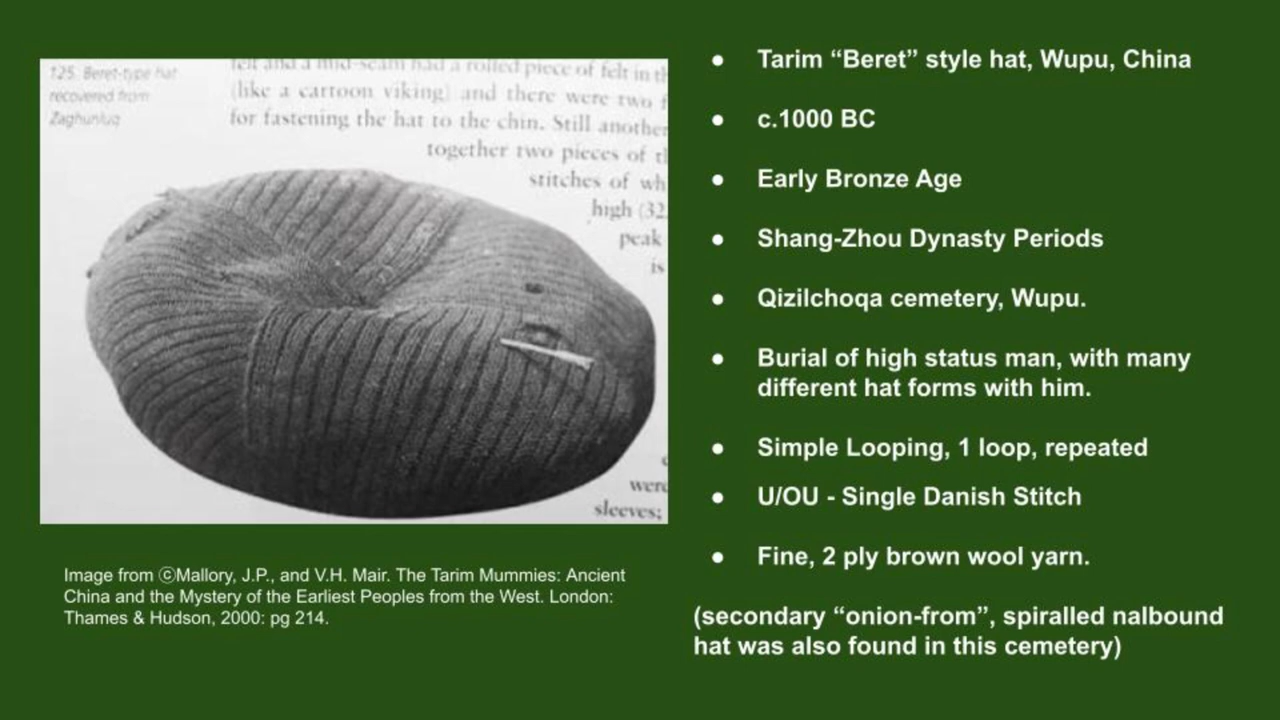 125. Beret-type hat
recovered from
Zaghunluq
felt and a mid-seam had a rolled piece of felt in
(like a cartoon viking) and there were two
for fastening the hat to the chin. Still another
together two pieces of
stitches of
high (32,
peak
is
were
sleeves;
Image from ⓒMallory, J.P., and V.H. Mair. The Tarim Mummies: Ancient
China and the Mystery of the Earliest Peoples from the West. London:
Thames & Hudson, 2000: pg 214.
● Tarim “Beret” style hat, Wupu, China
● c.1000 BC
● Early Bronze Age
● Shang-Zhou Dynasty Periods
● Qizilchoqa cemetery, Wupu.
● Burial of high status man, with many
different hat forms with him.
● Simple Looping, 1 loop, repeated
● U/OU - Single Danish Stitch
● Fine, 2 ply brown wool yarn.
(secondary “onion-from”, spiralled nalbound
hat was also found in this cemetery)